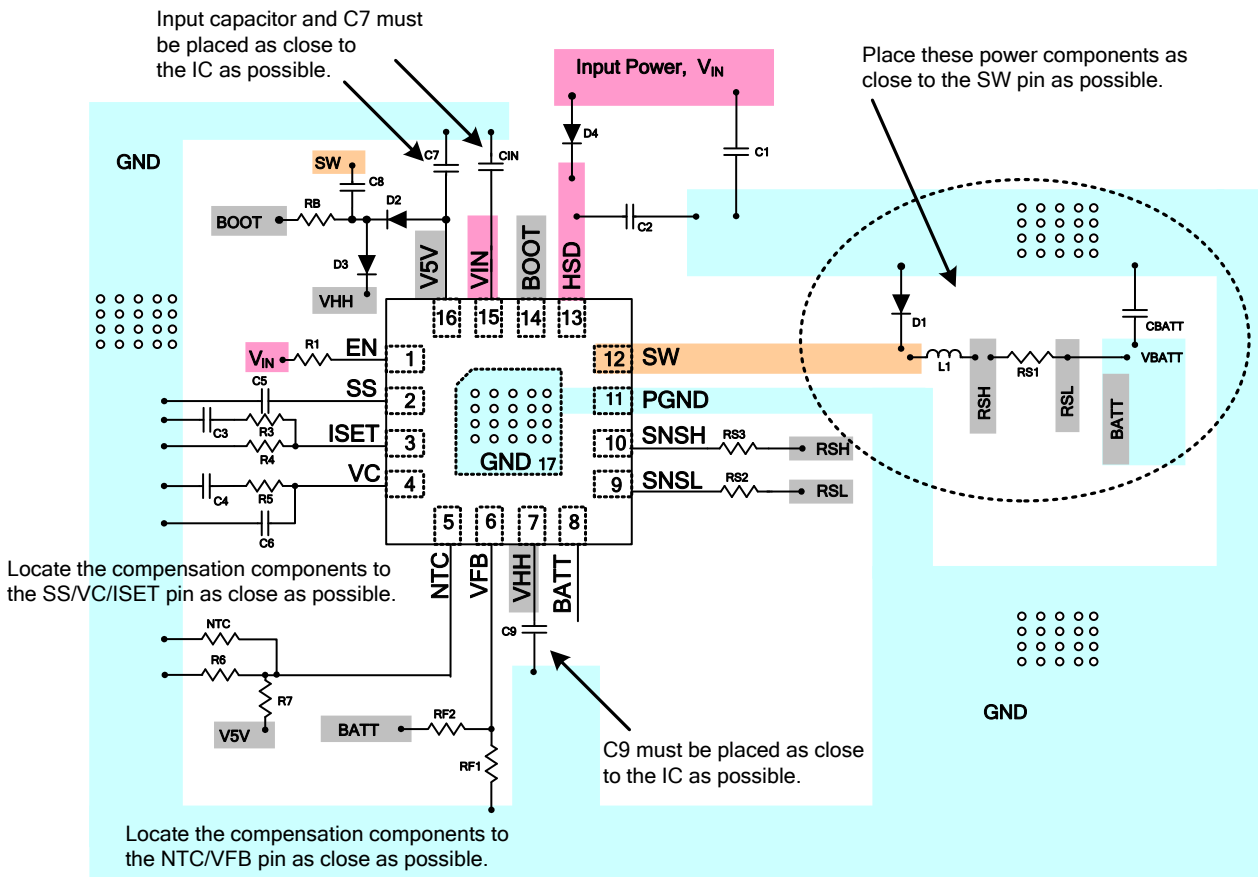 Input capacitor and C7 must
be placed as close to
the IC as possible.
Input Power, VIN
Place these power components as
close to the SW pin as possible.
GND
SW
C7
CIN
D4
C1
C8
D2
RB
BOOT
C2
D3
VHH
V5V
VIN
BOOT
HSD
16
15
14
13
D1
CBATT
VIN
R1
EN
1
12
SW
L1
RS1
VBATT
RSH
RSL
BATT
C5
SS
2
11
PGND
C3
R3
R4
ISET
3
10
SNSH
RS3
RSH
GND 17
C4
R5
VC
4
9
SNSL
RS2
RSL
C6
5
6
7
8
NTC
VFB
VHH
BATT
Locate the compensation components to
the SS/VC/ISET pin as close as possible.
NTC
C9
R6
R7
V5V
BATT
RF2
RF1
GND
C9 must be placed as close
to the IC as possible.
Locate the compensation components to
the NTC/VFB pin as close as possible.